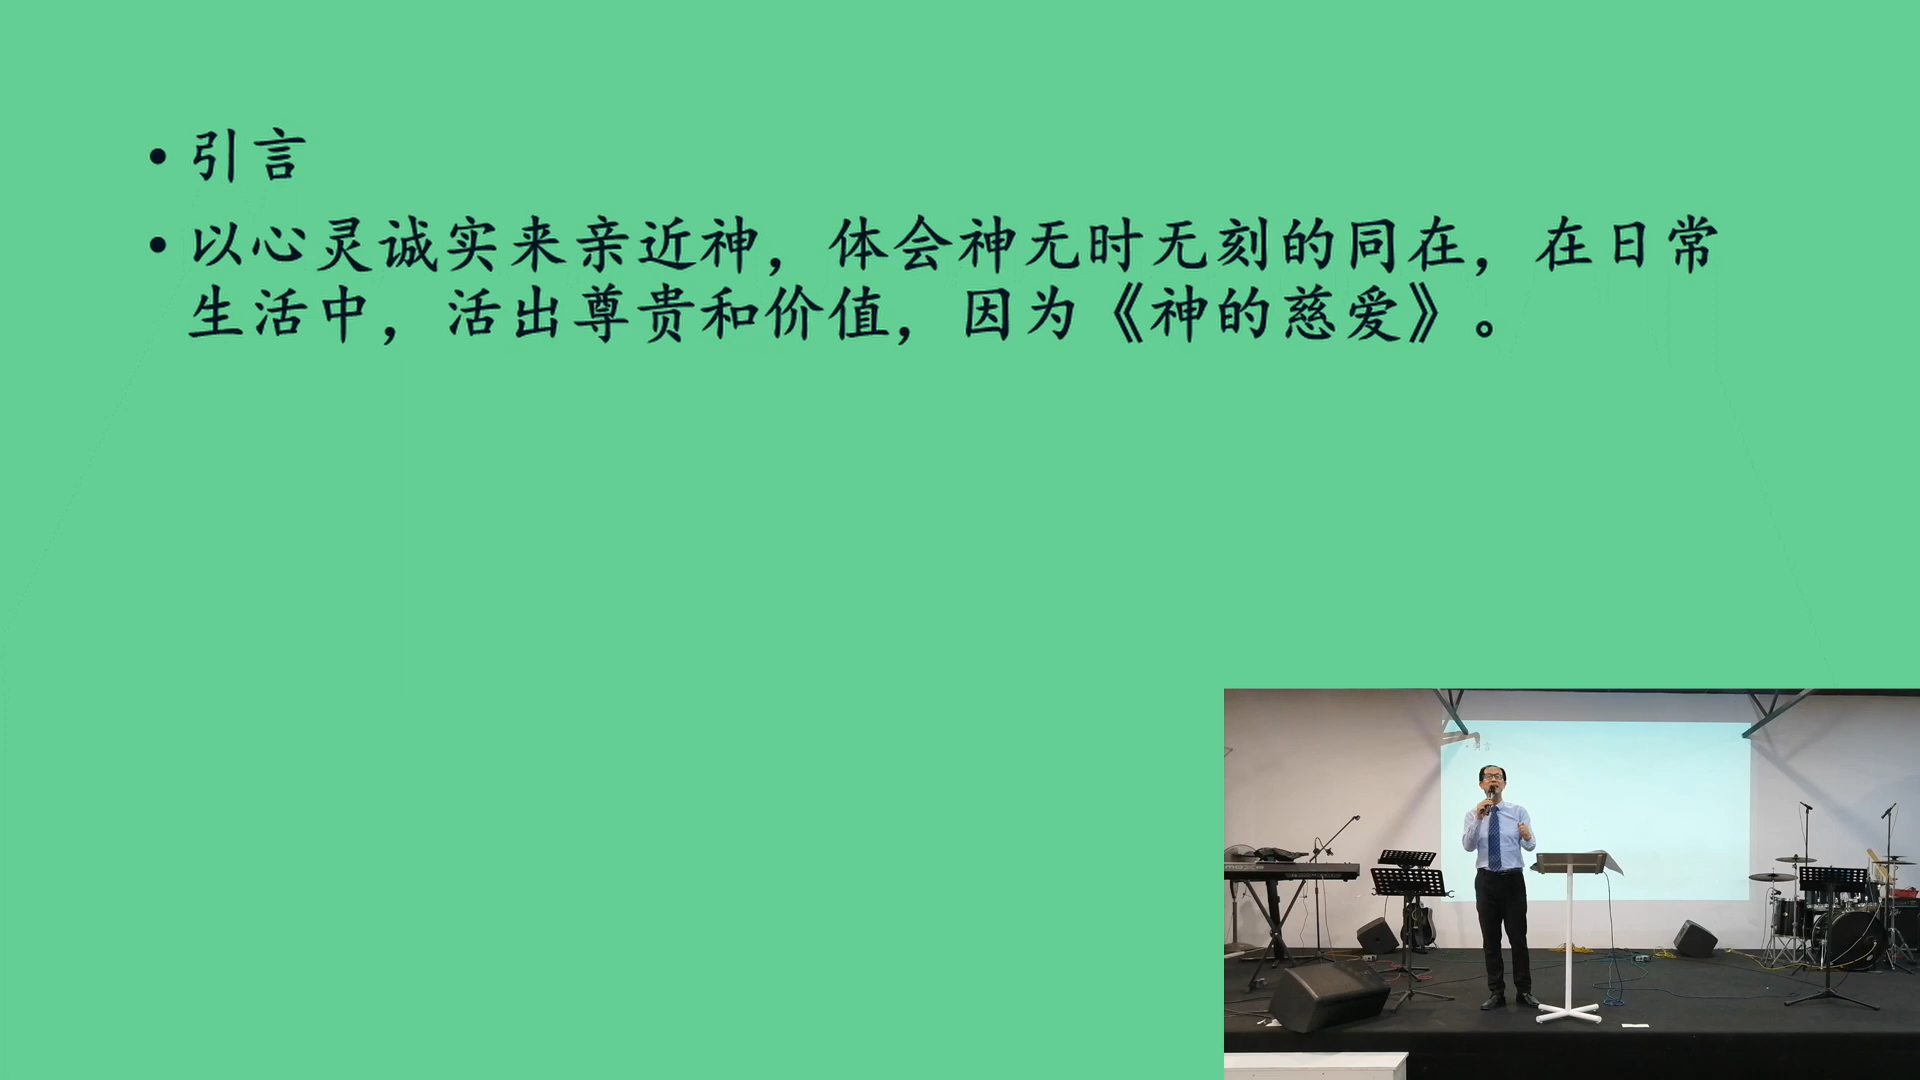 • 引言
• 以心灵诚实来亲近神，体会神无时无刻的同在，在日常
生活中，活出尊贵和价值，因为《神的慈爱》。